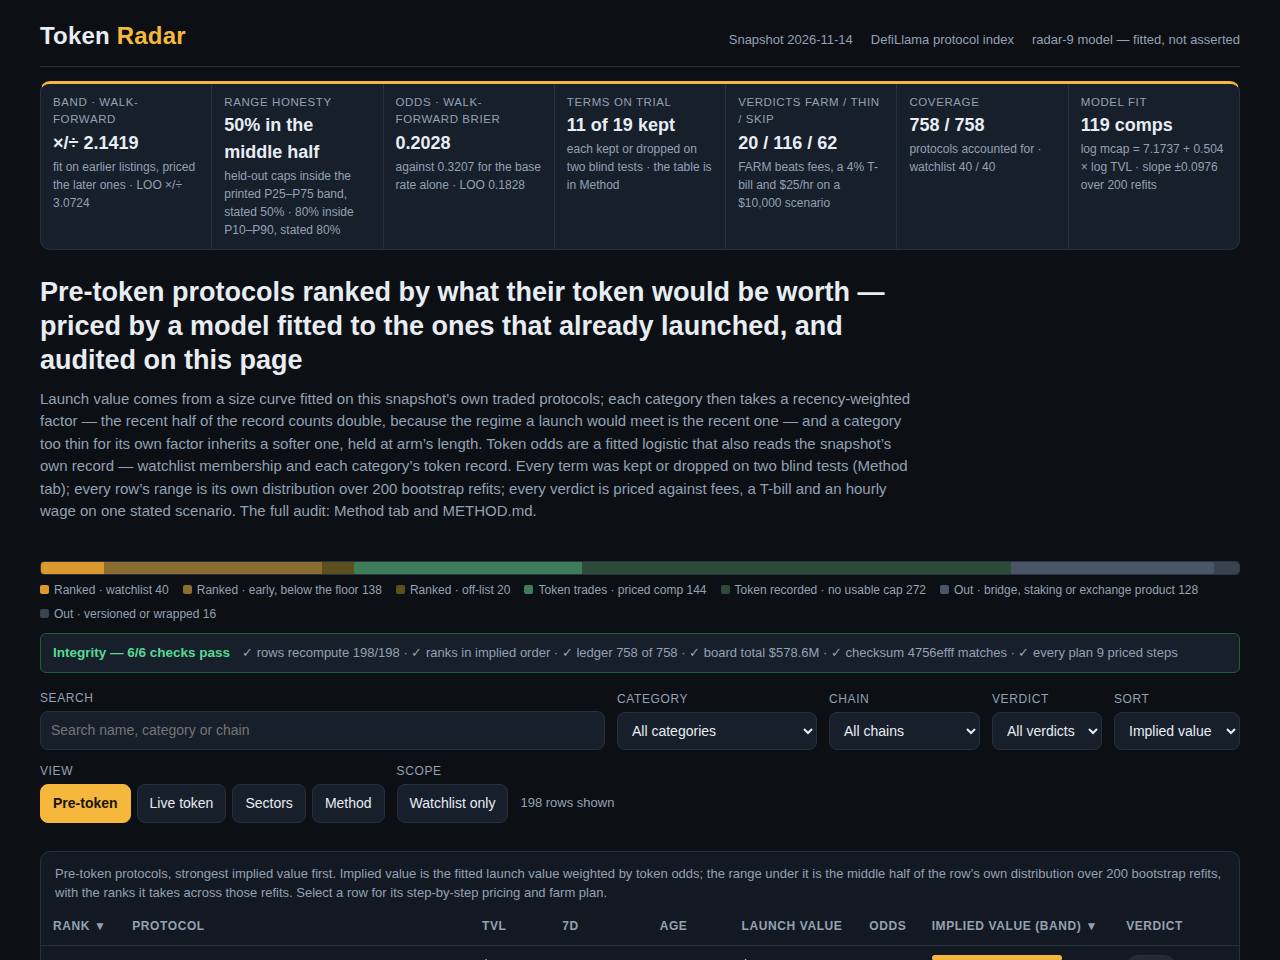 Token Radar
Snapshot 2026-11-14 DefiLlama protocol index radar-9 model — fitted, not asserted
BAND · WALK-
FORWARD
×/÷ 2.1419
fit on earlier listings, priced
the later ones · LOO ×/÷
3.0724
RANGE HONESTY
50% in the
middle half
held-out caps inside the
printed P25–P75 band,
stated 50% · 80% inside
P10–P90, stated 80%
ODDS · WALK-
FORWARD BRIER
0.2028
against 0.3207 for the base
rate alone · LOO 0.1828
TERMS ON TRIAL
11 of 19 kept
each kept or dropped on
two blind tests · the table is
in Method
VERDICTS FARM / THIN
/ SKIP
20 / 116 / 62
FARM beats fees, a 4% T-
bill and $25/hr on a
$10,000 scenario
COVERAGE
758 / 758
protocols accounted for ·
watchlist 40 / 40
MODEL FIT
119 comps
log mcap = 7.1737 + 0.504
× log TVL · slope ±0.0976
over 200 refits
Pre-token protocols ranked by what their token would be worth —
priced by a model fitted to the ones that already launched, and
audited on this page
Launch value comes from a size curve fitted on this snapshot’s own traded protocols; each category then takes a recency-weighted
factor — the recent half of the record counts double, because the regime a launch would meet is the recent one — and a category
too thin for its own factor inherits a softer one, held at arm’s length. Token odds are a fitted logistic that also reads the snapshot’s
own record — watchlist membership and each category’s token record. Every term was kept or dropped on two blind tests (Method
tab); every row’s range is its own distribution over 200 bootstrap refits; every verdict is priced against fees, a T-bill and an hourly
wage on one stated scenario. The full audit: Method tab and METHOD.md.
Ranked · watchlist 40 Ranked · early, below the floor 138 Ranked · off-list 20 Token trades · priced comp 144 Token recorded · no usable cap 272 Out · bridge, staking or exchange product 128
Out · versioned or wrapped 16
Integrity — 6/6 checks pass ✓ rows recompute 198/198 · ✓ ranks in implied order · ✓ ledger 758 of 758 · ✓ board total $578.6M · ✓ checksum 4756efff matches · ✓ every plan 9 priced steps
SEARCH CATEGORY CHAIN VERDICT SORT
Search name, category or chain All categories All chains All verdicts Implied value
VIEW SCOPE
Pre-token Live token Sectors Method Watchlist only 198 rows shown
Pre-token protocols, strongest implied value first. Implied value is the fitted launch value weighted by token odds; the range under it is the middle half of the row’s own distribution over 200 bootstrap refits,
with the ranks it takes across those refits. Select a row for its step-by-step pricing and farm plan.
RANK ▼ PROTOCOL TVL 7D AGE LAUNCH VALUE ODDS IMPLIED VALUE (BAND) ▼ VERDICT